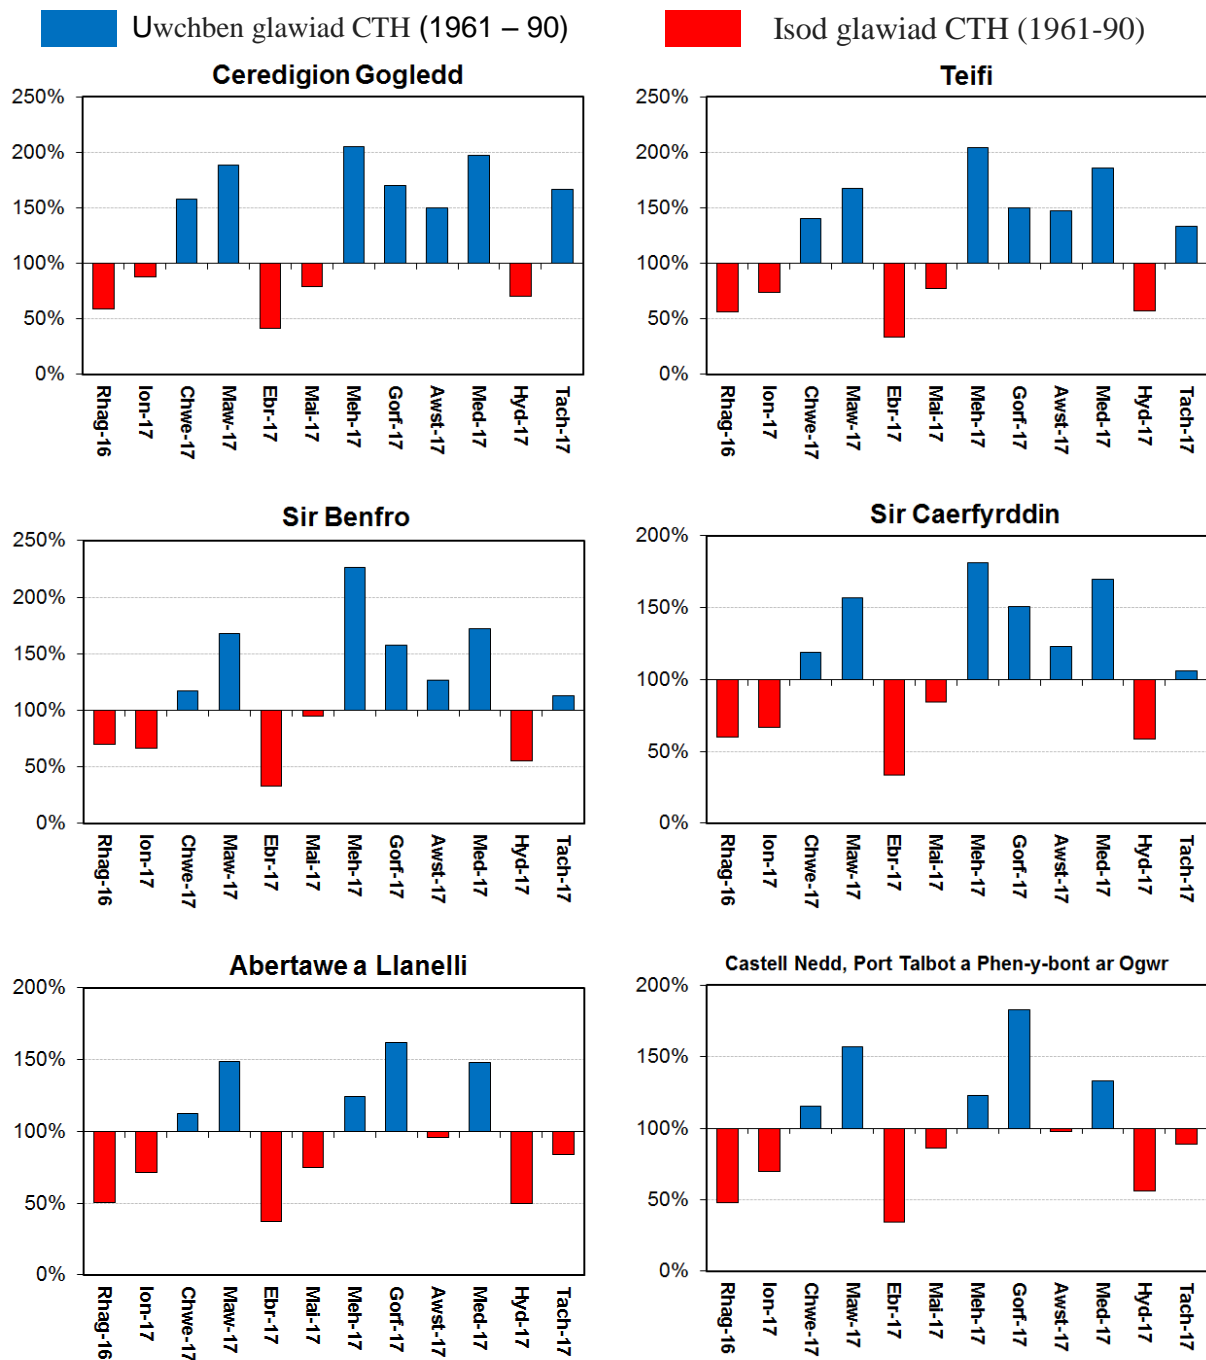 Uwchben glawiad CTH (1961 – 90)
Isod glawiad CTH (1961-90)
Ceredigion Gogledd
250%
200%
150%
100%
50%
0%
Rhag-16
Ion-17
Chwe-17
Maw-17
Ebr-17
Mai-17
Meh-17
Gorf-17
Awst-17
Med-17
Hyd-17
Tach-17
Teifi
250%
200%
150%
100%
50%
0%
Rhag-16
Ion-17
Chwe-17
Maw-17
Ebr-17
Mai-17
Meh-17
Gorf-17
Awst-17
Med-17
Hyd-17
Tach-17
Sir Benfro
250%
200%
150%
100%
50%
0%
Rhag-16
Ion-17
Chwe-17
Maw-17
Ebr-17
Mai-17
Meh-17
Gorf-17
Awst-17
Med-17
Hyd-17
Tach-17
Sir Caerfyrddin
200%
150%
100%
50%
0%
Rhag-16
Ion-17
Chwe-17
Maw-17
Ebr-17
Mai-17
Meh-17
Gorf-17
Awst-17
Med-17
Hyd-17
Tach-17
Abertawe a Llanelli
200%
150%
100%
50%
0%
Rhag-16
Ion-17
Chwe-17
Maw-17
Ebr-17
Mai-17
Meh-17
Gorf-17
Awst-17
Med-17
Hyd-17
Tach-17
Castell Nedd, Port Talbot a Phen-y-bont ar Ogwr
200%
150%
100%
50%
0%
Rhag-16
Ion-17
Chwe-17
Maw-17
Ebr-17
Mai-17
Meh-17
Gorf-17
Awst-17
Med-17
Hyd-17
Tach-17